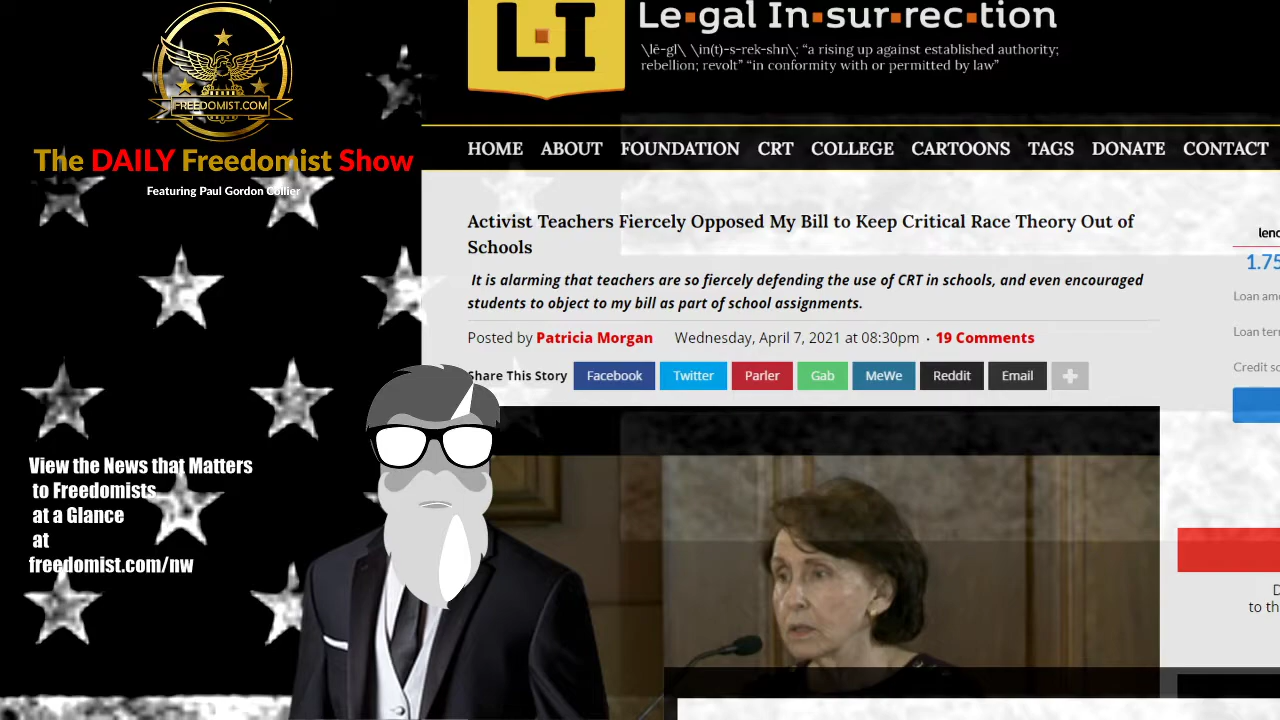 FREEDOMIST.COM
The DAILY Freedomist Show
Featuring Paul Gordon Collier
View the News that Matters
to Freedomists
at a Glance
at
freedomist.com/nw
LI
Le·gal In·sur·rec·tion
\lē-gl\ \in(t)-s-rek-shn\: “a rising up against established authority;
rebellion; revolt” “in conformity with or permitted by law”
HOME ABOUT FOUNDATION CRT COLLEGE CARTOONS TAGS DONATE CONTACT
Activist Teachers Fiercely Opposed My Bill to Keep Critical Race Theory Out of
Schools
It is alarming that teachers are so fiercely defending the use of CRT in schools, and even encouraged
students to object to my bill as part of school assignments.
Posted by Patricia Morgan Wednesday, April 7, 2021 at 08:30pm · 19 Comments
Share This Story Facebook Twitter Parler Gab MeWe Reddit Email
1.75
Loan
Loan
Credit
to